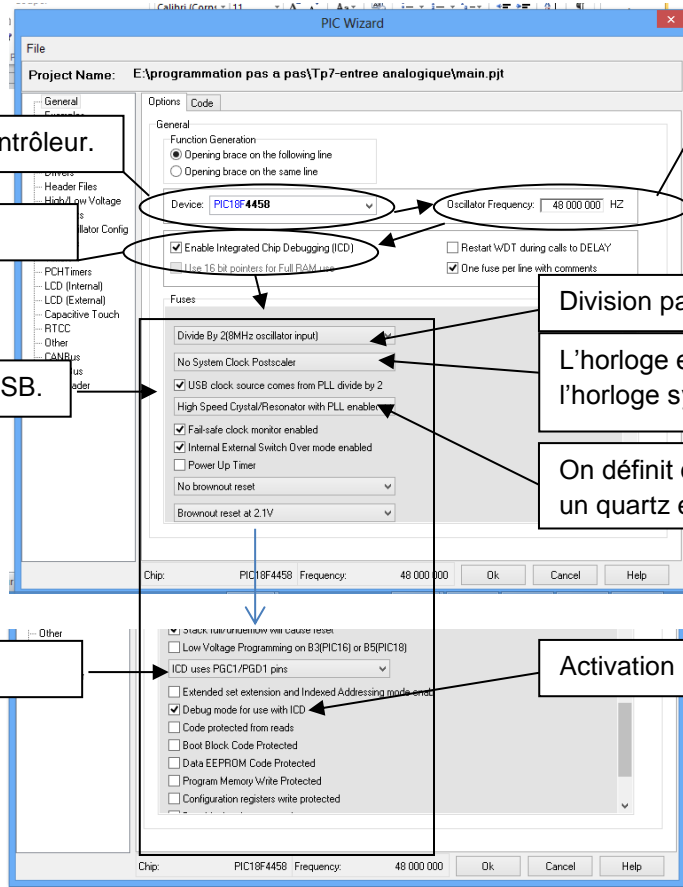 Calibri (Corps 11
PIC Wizard
File
Project Name: E:\programmation pas a pas\Tp7-entree analogique\main.pjt
General
Options Code
General
Function Generation
Opening brace on the following line
Opening brace on the same line
ntrôleur.
Drivers
Header Files
High/Low Voltage
Device: PIC18F4458
Oscillator Frequency: 48 000 000 HZ
llator Config
Enable Integrated Chip Debugging (ICD)
Restart WDT during calls to DELAY
Use 16 bit pointers for Full RAM use
One fuse per line with comments
PCHTimers
LCD (Internal)
LCD (External)
Capacitive Touch
RTCC
Other
CANBus
us
ader
Fuses
Division pa
Divide By 2(8MHz oscillator input)
No System Clock Postscaler
L'horloge e
l'horloge sy
SB.
USB clock source comes from PLL divide by 2
High Speed Crystal/Resonator with PLL enabled
Fail-safe clock monitor enabled
Internal External Switch Over mode enabled
Power Up Timer
On définit
un quartz e
No brownout reset
Brownout reset at 2.1V
Chip: PIC18F4458 Frequency: 48 000 000 Ok Cancel Help
Other
Stack full/underflow will cause reset
Low Voltage Programming on B3(PIC16) or B5(PIC18)
ICD uses PGC1/PGD1 pins
Activation
Extended set extension and Indexed Addressing mode enab
Debug mode for use with ICD
Code protected from reads
Boot Block Code Protected
Data EEPROM Code Protected
Program Memory Write Protected
Configuration registers write protected
Chip: PIC18F4458 Frequency: 48 000 000 Ok Cancel Help